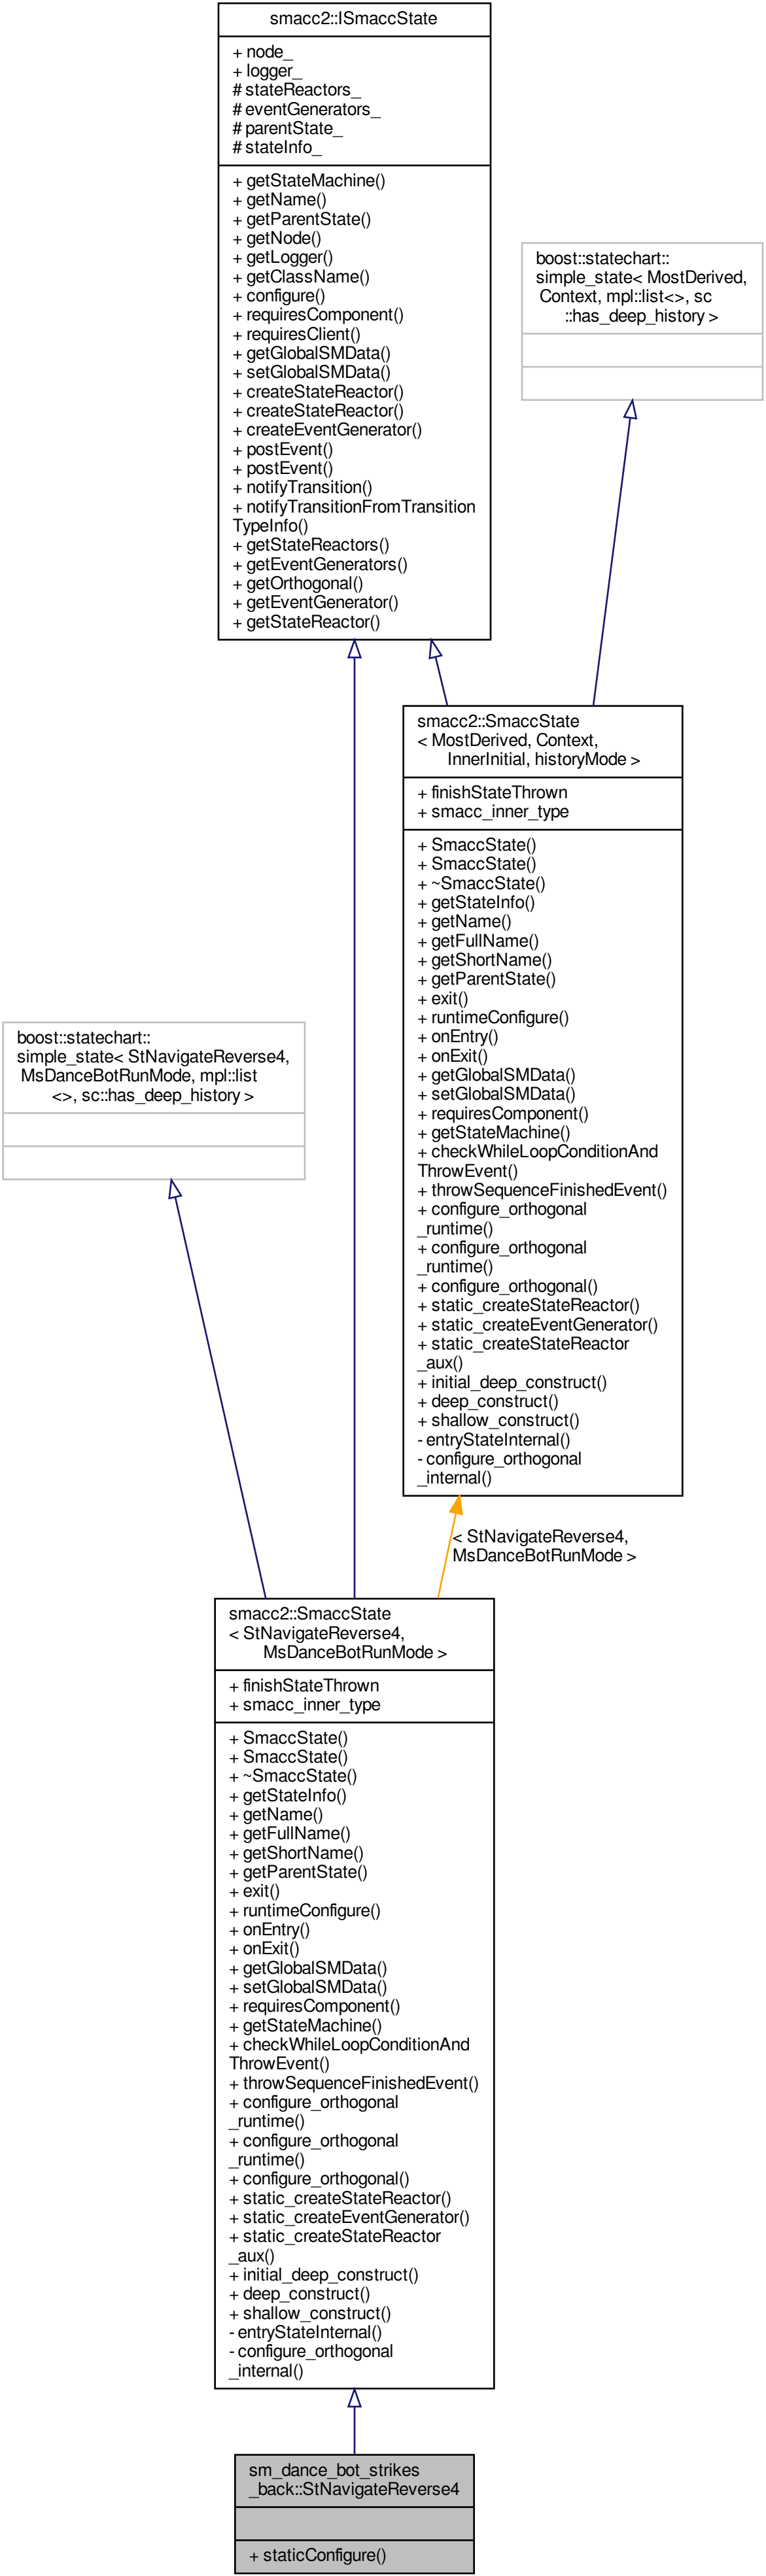 smacc2::ISmaccState
+ node_
+ logger_
# stateReactors_
# eventGenerators_
# parentState_
# stateInfo_
+ getStateMachine()
+ getName()
+ getParentState()
+ getNode()
+ getLogger()
+ getClassName()
+ configure()
+ requiresComponent()
+ requiresClient()
+ getGlobalSMData()
+ setGlobalSMData()
+ createStateReactor()
+ createStateReactor()
+ createEventGenerator()
+ postEvent()
+ postEvent()
+ notifyTransition()
+ notifyTransitionFromTransition
TypeInfo()
+ getStateReactors()
+ getEventGenerators()
+ getOrthogonal()
+ getEventGenerator()
+ getStateReactor()
boost::statechart::
simple_state< MostDerived,
Context, mpl::list<>, sc
::has_deep_history >
smacc2::SmaccState
< MostDerived, Context,
InnerInitial, historyMode >
+ finishStateThrown
+ smacc_inner_type
+ SmaccState()
+ SmaccState()
+ ~SmaccState()
+ getStateInfo()
+ getName()
+ getFullName()
+ getShortName()
+ getParentState()
+ exit()
+ runtimeConfigure()
+ onEntry()
+ onExit()
+ getGlobalSMData()
+ setGlobalSMData()
+ requiresComponent()
+ getStateMachine()
+ checkWhileLoopConditionAnd
ThrowEvent()
+ throwSequenceFinishedEvent()
+ configure_orthogonal
_runtime()
+ configure_orthogonal
_runtime()
+ configure_orthogonal()
+ static_createStateReactor()
+ static_createEventGenerator()
+ static_createStateReactor
_aux()
+ initial_deep_construct()
+ deep_construct()
+ shallow_construct()
- entryStateInternal()
- configure_orthogonal
_internal()
boost::statechart::
simple_state< StNavigateReverse4,
MsDanceBotRunMode, mpl::list
<>, sc::has_deep_history >
< StNavigateReverse4,
MsDanceBotRunMode >
smacc2::SmaccState
< StNavigateReverse4,
MsDanceBotRunMode >
+ finishStateThrown
+ smacc_inner_type
+ SmaccState()
+ SmaccState()
+ ~SmaccState()
+ getStateInfo()
+ getName()
+ getFullName()
+ getShortName()
+ getParentState()
+ exit()
+ runtimeConfigure()
+ onEntry()
+ onExit()
+ getGlobalSMData()
+ setGlobalSMData()
+ requiresComponent()
+ getStateMachine()
+ checkWhileLoopConditionAnd
ThrowEvent()
+ throwSequenceFinishedEvent()
+ configure_orthogonal
_runtime()
+ configure_orthogonal
_runtime()
+ configure_orthogonal()
+ static_createStateReactor()
+ static_createEventGenerator()
+ static_createStateReactor
_aux()
+ initial_deep_construct()
+ deep_construct()
+ shallow_construct()
- entryStateInternal()
- configure_orthogonal
_internal()
sm_dance_bot_strikes
_back::StNavigateReverse4
+ staticConfigure()